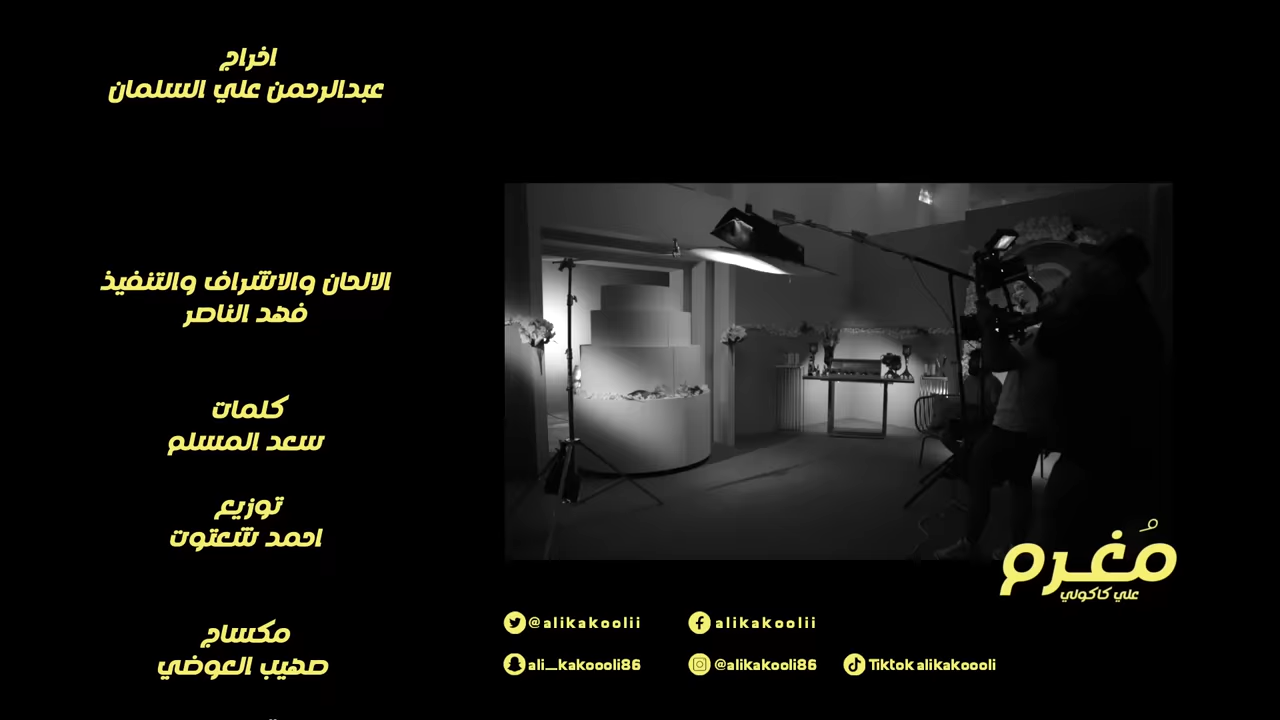 اخراج
عبدالرحمن علي السلمان
الالحان والاشراف والتنفيذ
فهد الناصر
كلمات
سعد المسلم
توزيع
احمد شعتوت
مكساج
صهيب العوضي
مُغرم
علي كاكولي
@alikakoolii
alikakoolii
ali_kakoooli86
@alikakooli86
Tiktok alikakoooli